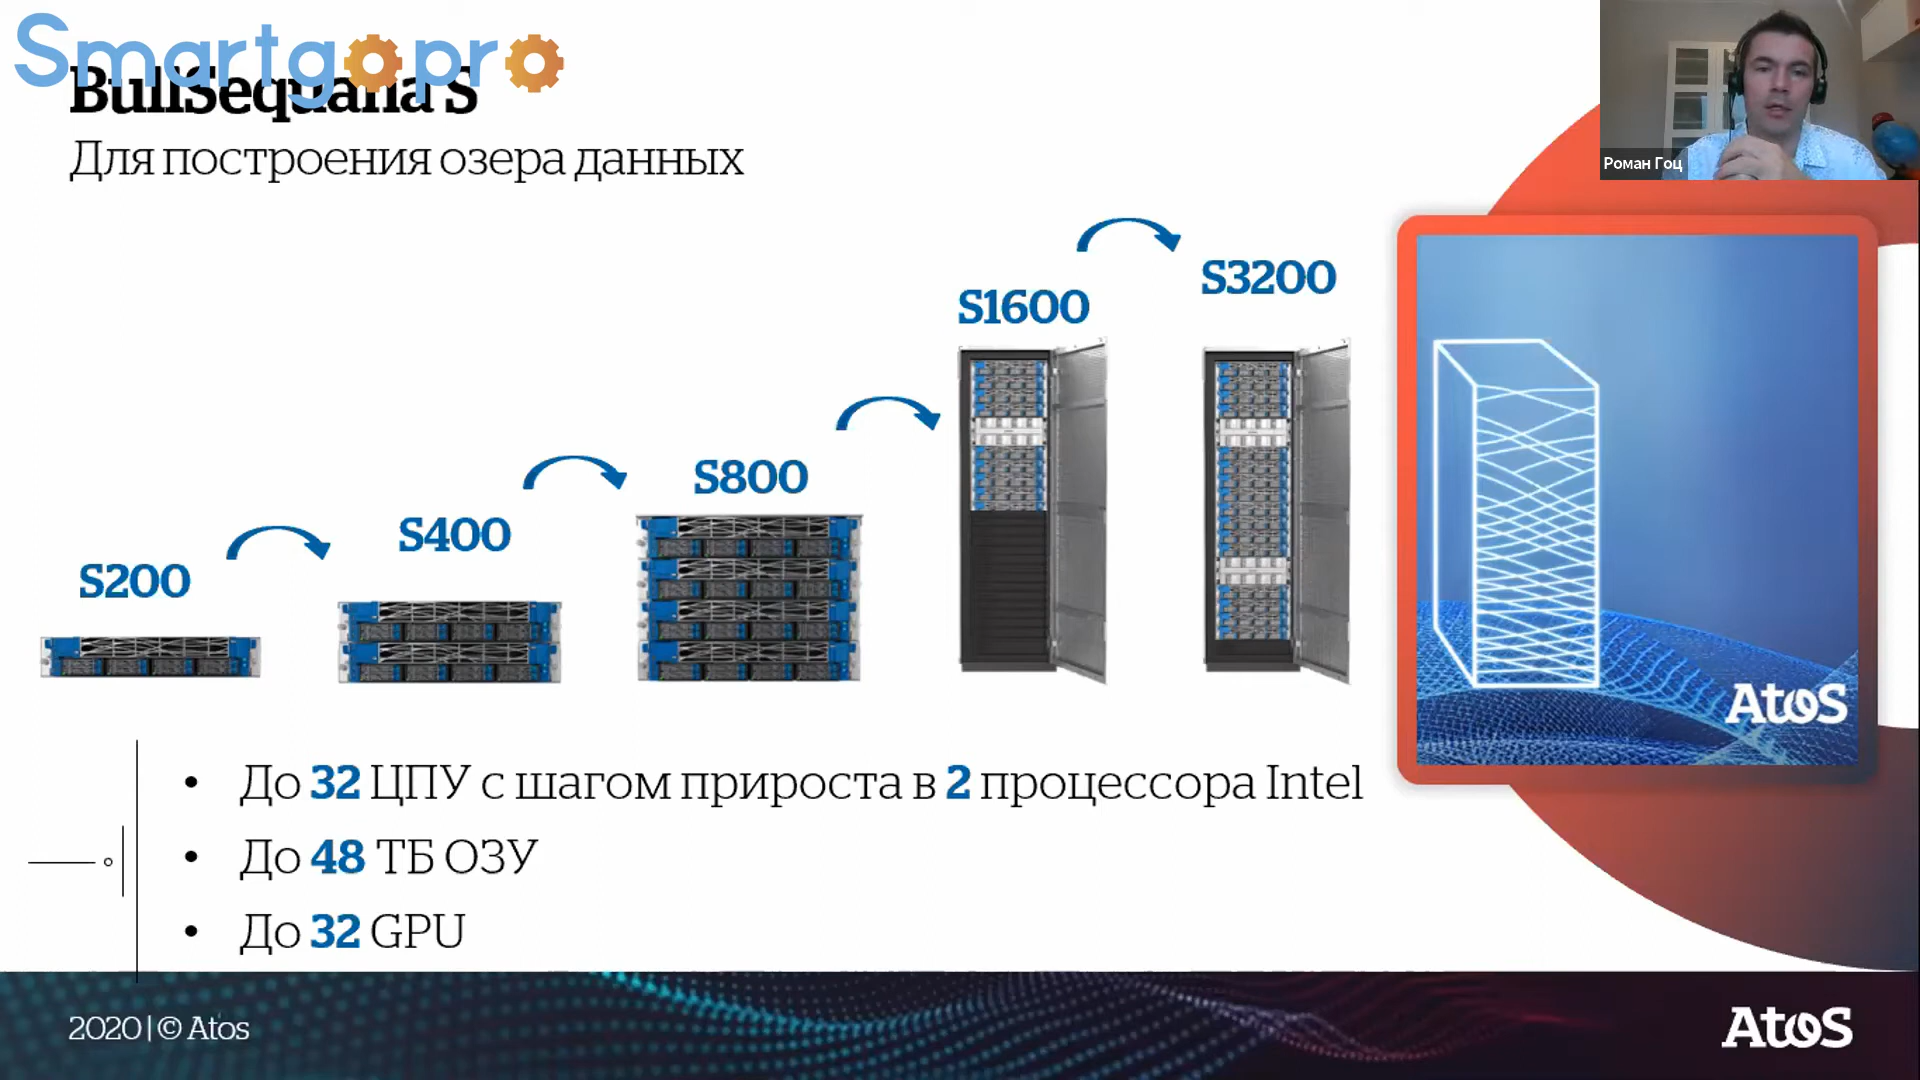 Smartgopro
BullSequana S
Для построения озера данных
Роман Гоц
S200
S400
S800
S1600
S3200
Atos
• До 32 ЦПУ с шагом прироста в 2 процессора Intel
• До 48 ТБ ОЗУ
• До 32 GPU
2020 | © Atos
Atos